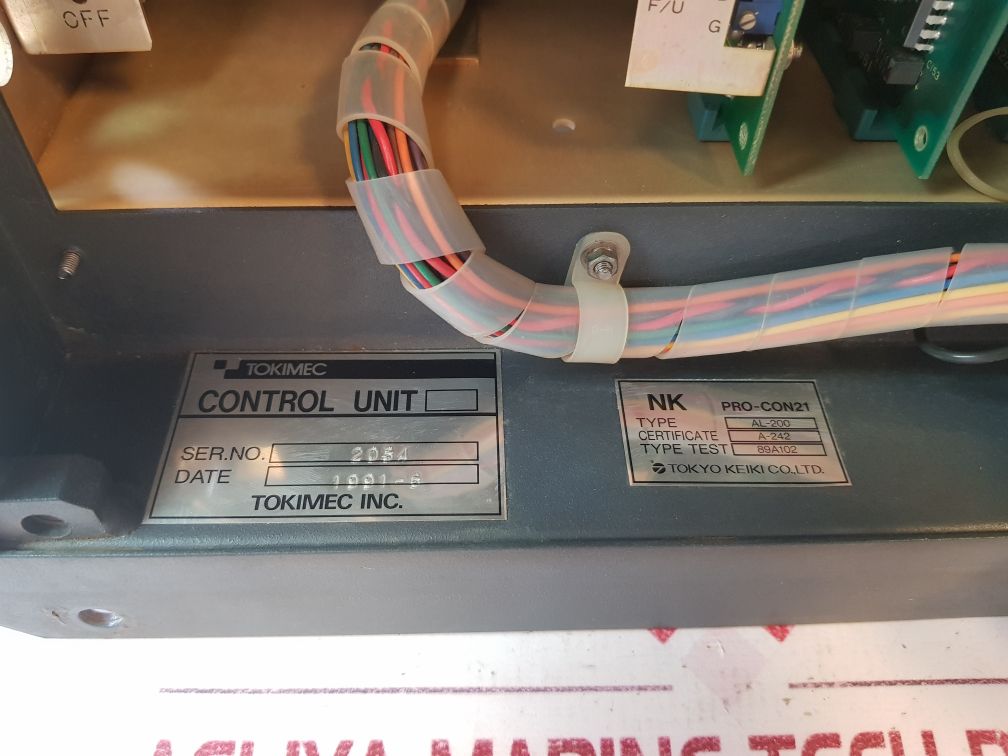 OFF
F/U
G
C153
TOKIMEC
CONTROL UNIT
SER.NO. 2054
DATE 1991-6
TOKIMEC INC.
NK PRO-CON21
TYPE AL-200
CERTIFICATE A-242
TYPE TEST 89A102
TOKYO KEIKI CO.,LTD.